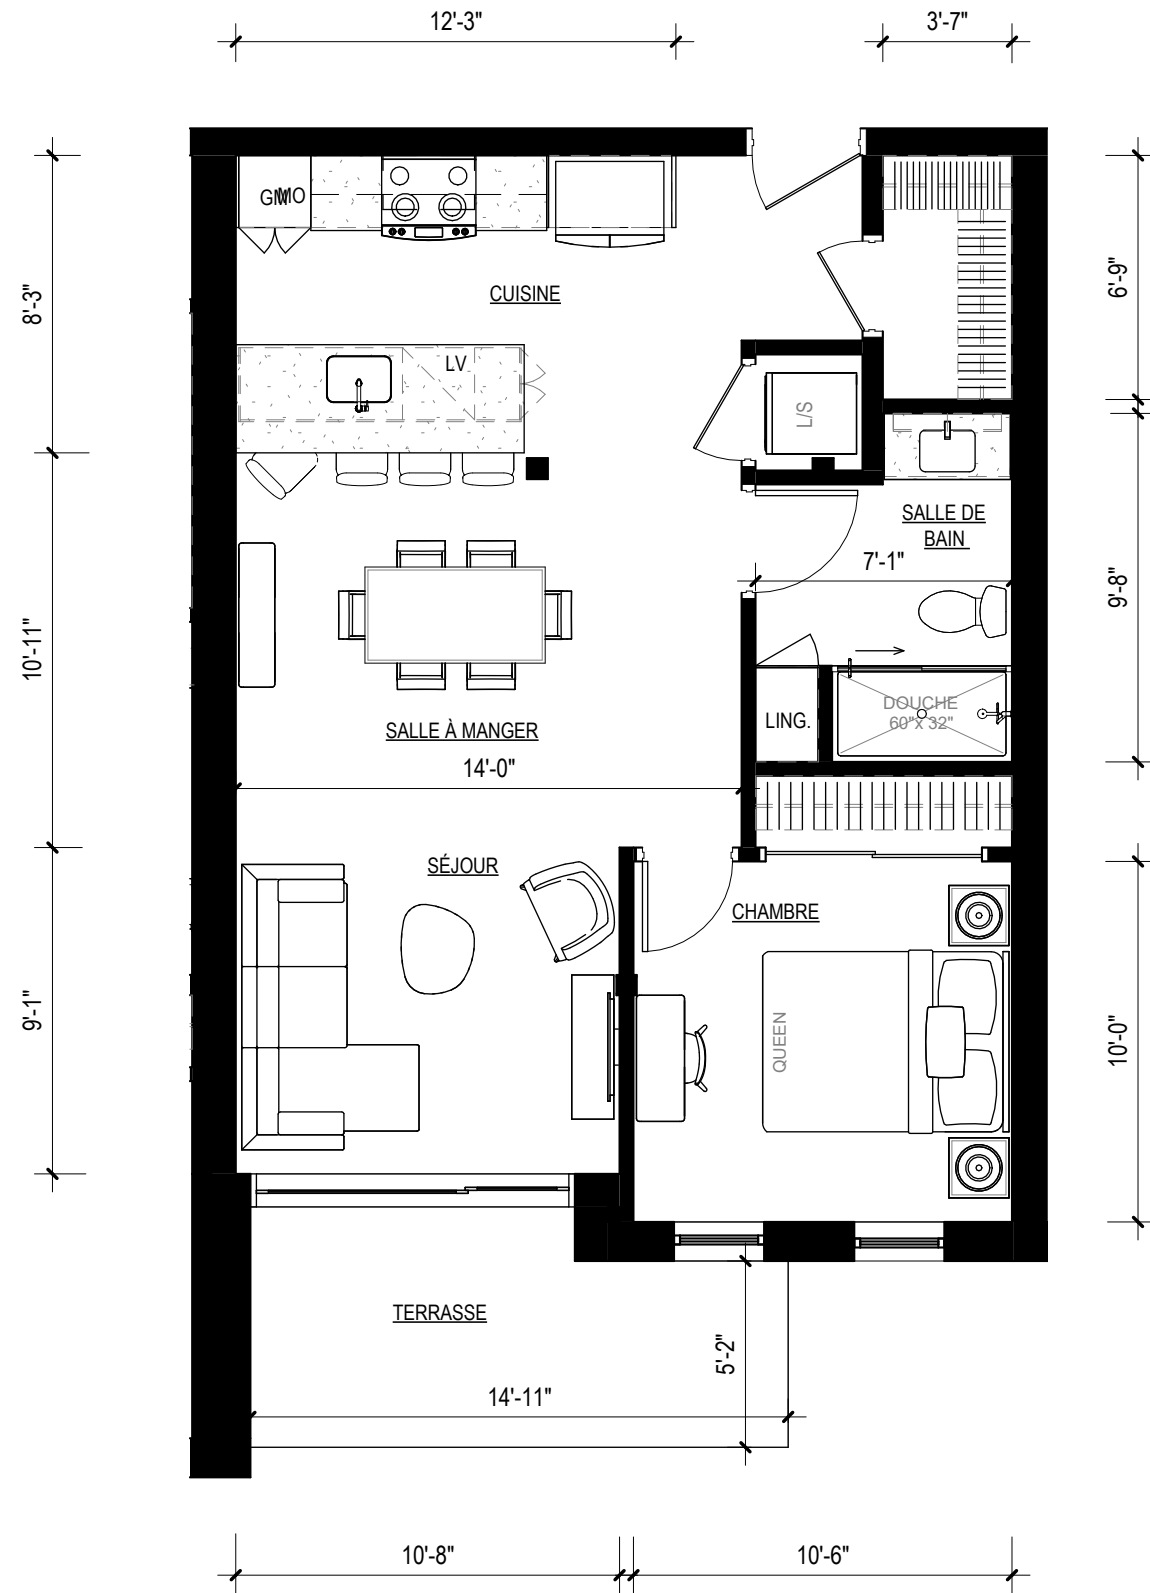 12'-3"
3'-7"
GM
MO
CUISINE
8'-3"
6'-9"
LV
L/S
SALLE DE
BAIN
7'-1"
9'-8"
10'-11"
DOUCHE
60"x 32"
LING.
SALLE À MANGER
14'-0"
SÉJOUR
CHAMBRE
9'-1"
QUEEN
10'-0"
TERRASSE
5'-2"
14'-11"
10'-8"
10'-6"